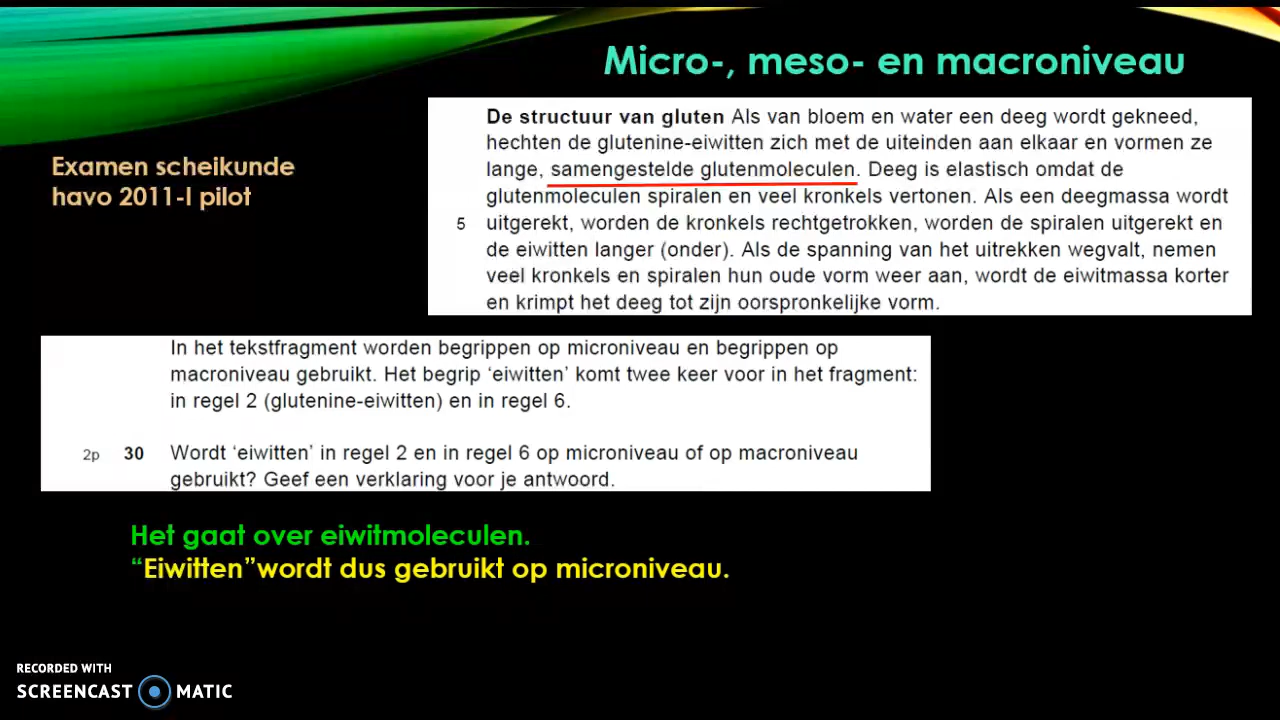 Micro-, meso- en macroniveau
Examen scheikunde
havo 2011-I pilot
De structuur van gluten Als van bloem en water een deeg wordt gekneed,
hechten de glutenine-eiwitten zich met de uiteinden aan elkaar en vormen ze
lange, samengestelde glutenmoleculen. Deeg is elastisch omdat de
glutenmoleculen spiralen en veel kronkels vertonen. Als een deegmassa wordt
5 uitgerekt, worden de kronkels rechtgetrokken, worden de spiralen uitgerekt en
de eiwitten langer (onder). Als de spanning van het uitrekken wegvalt, nemen
veel kronkels en spiralen hun oude vorm weer aan, wordt de eiwitmassa korter
en krimpt het deeg tot zijn oorspronkelijke vorm.
In het tekstfragment worden begrippen op microniveau en begrippen op
macroniveau gebruikt. Het begrip ‘eiwitten’ komt twee keer voor in het fragment:
in regel 2 (glutenine-eiwitten) en in regel 6.
2p 30 Wordt ‘eiwitten’ in regel 2 en in regel 6 op microniveau of op macroniveau
gebruikt? Geef een verklaring voor je antwoord.
Het gaat over eiwitmoleculen.
“Eiwitten”wordt dus gebruikt op microniveau.
RECORDED WITH
SCREENCAST MATIC